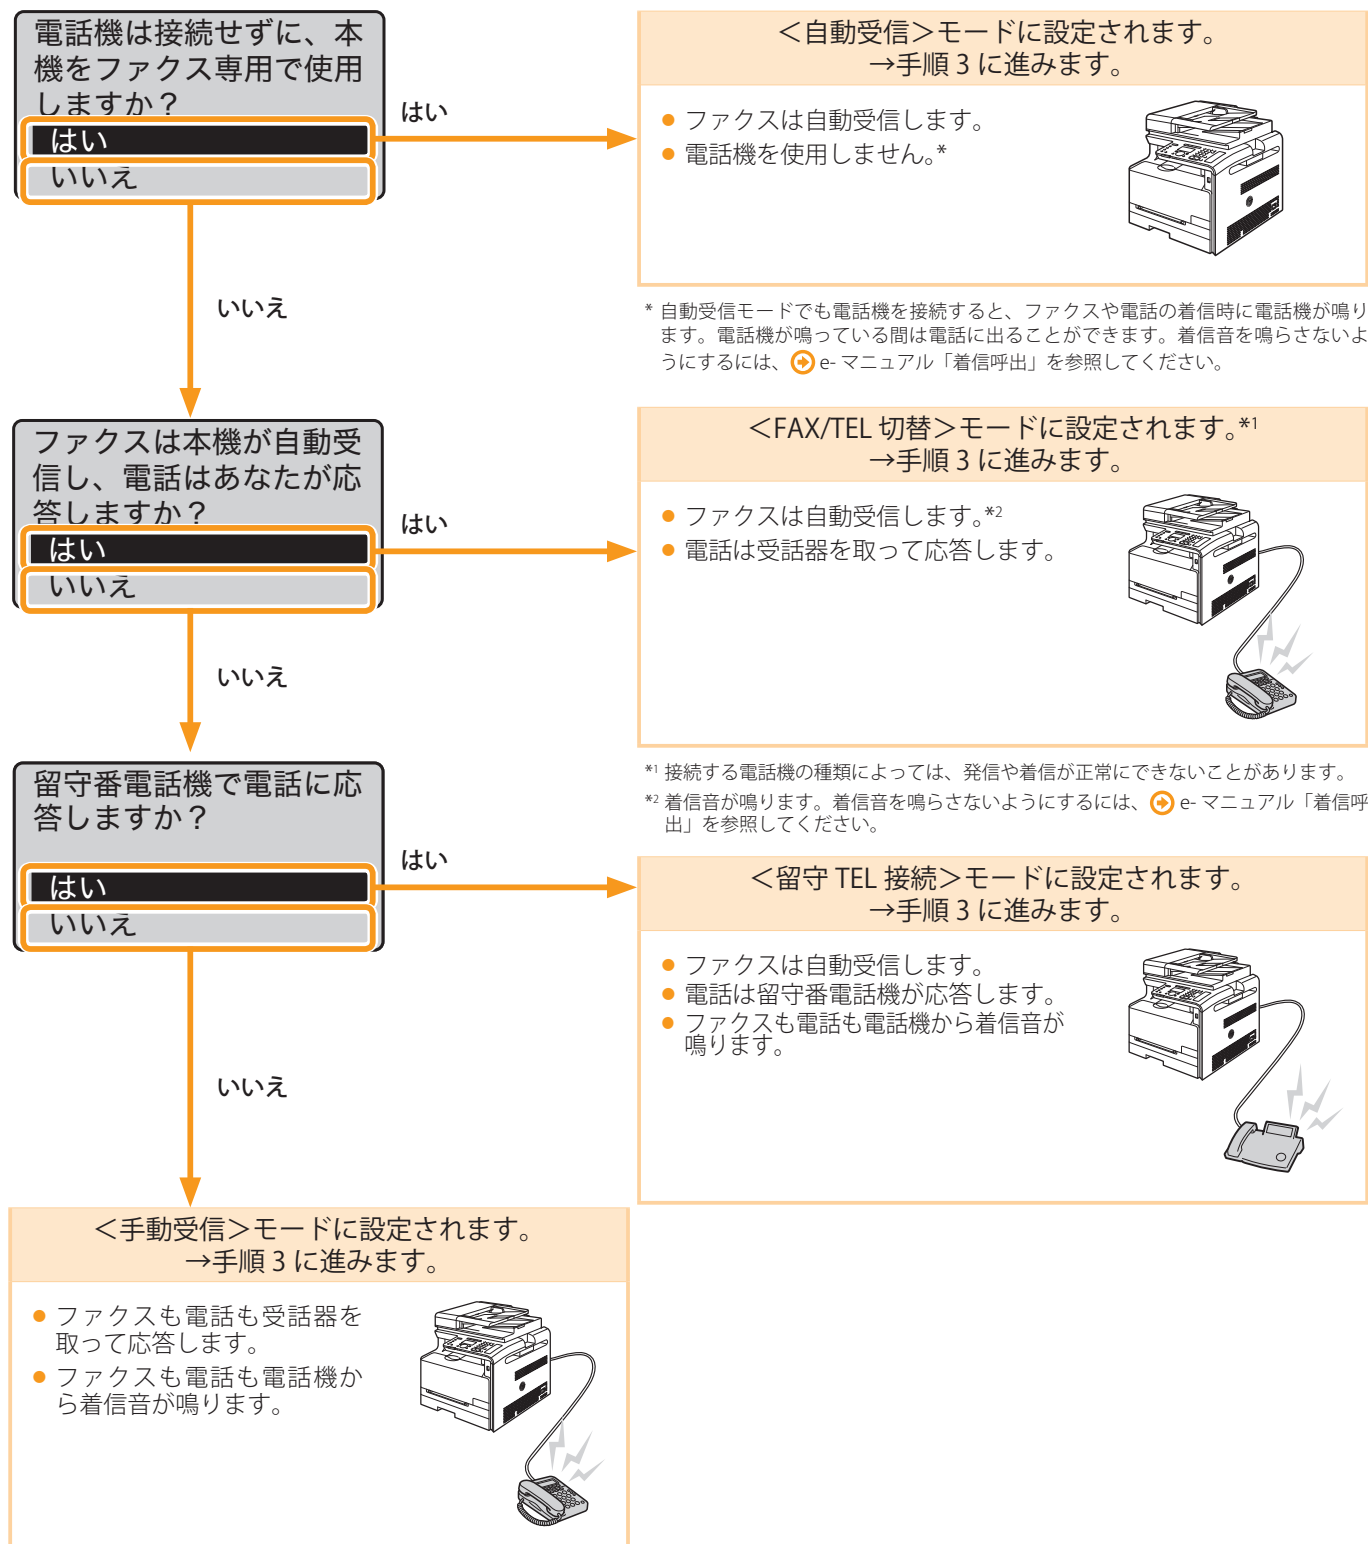 電話機は接続せずに、本
機をファクス専用で使用
しますか？
はい
いいえ
はい
＜自動受信＞モードに設定されます。
→手順 3 に進みます。
● ファクスは自動受信します。
● 電話機を使用しません。*
いいえ
* 自動受信モードでも電話機を接続すると、ファクスや電話の着信時に電話機が鳴り
ます。電話機が鳴っている間は電話に出ることができます。着信音を鳴らさないよ
うにするには、 e- マニュアル「着信呼出」を参照してください。
ファクスは本機が自動受
信し、電話はあなたが応
答しますか？
はい
いいえ
はい
＜FAX/TEL 切替＞モードに設定されます。*1
→手順 3 に進みます。
● ファクスは自動受信します。*2
● 電話は受話器を取って応答します。
いいえ
*1 接続する電話機の種類によっては、発信や着信が正常にできないことがあります。
*2 着信音が鳴ります。着信音を鳴らさないようにするには、 e- マニュアル「着信呼
出」を参照してください。
留守番電話機で電話に応
答しますか？
はい
いいえ
はい
＜留守 TEL 接続＞モードに設定されます。
→手順 3 に進みます。
● ファクスは自動受信します。
● 電話は留守番電話機が応答します。
● ファクスも電話も電話機から着信音が
鳴ります。
いいえ
＜手動受信＞モードに設定されます。
→手順 3 に進みます。
● ファクスも電話も受話器を
取って応答します。
● ファクスも電話も電話機か
ら着信音が鳴ります。